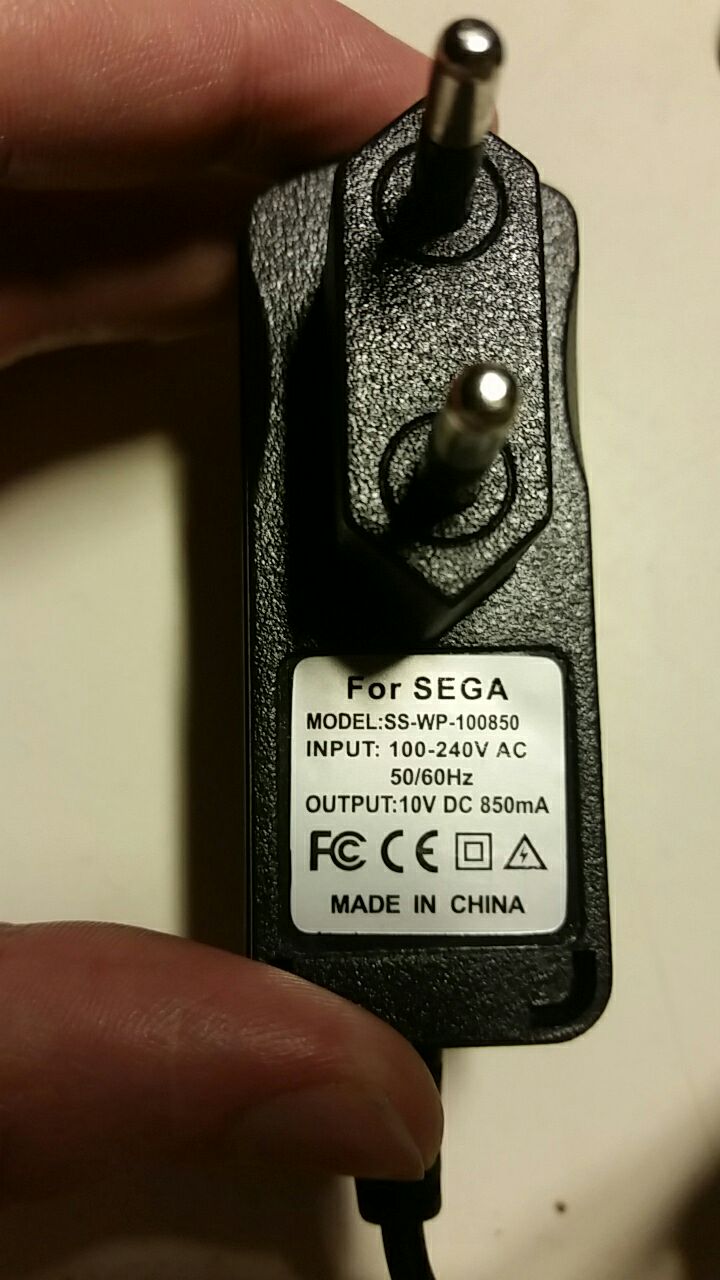 For SEGA
MODEL:SS-WP-100850
INPUT: 100-240V AC
50/60Hz
OUTPUT:10V DC 850mA
FC CE
MADE IN CHINA